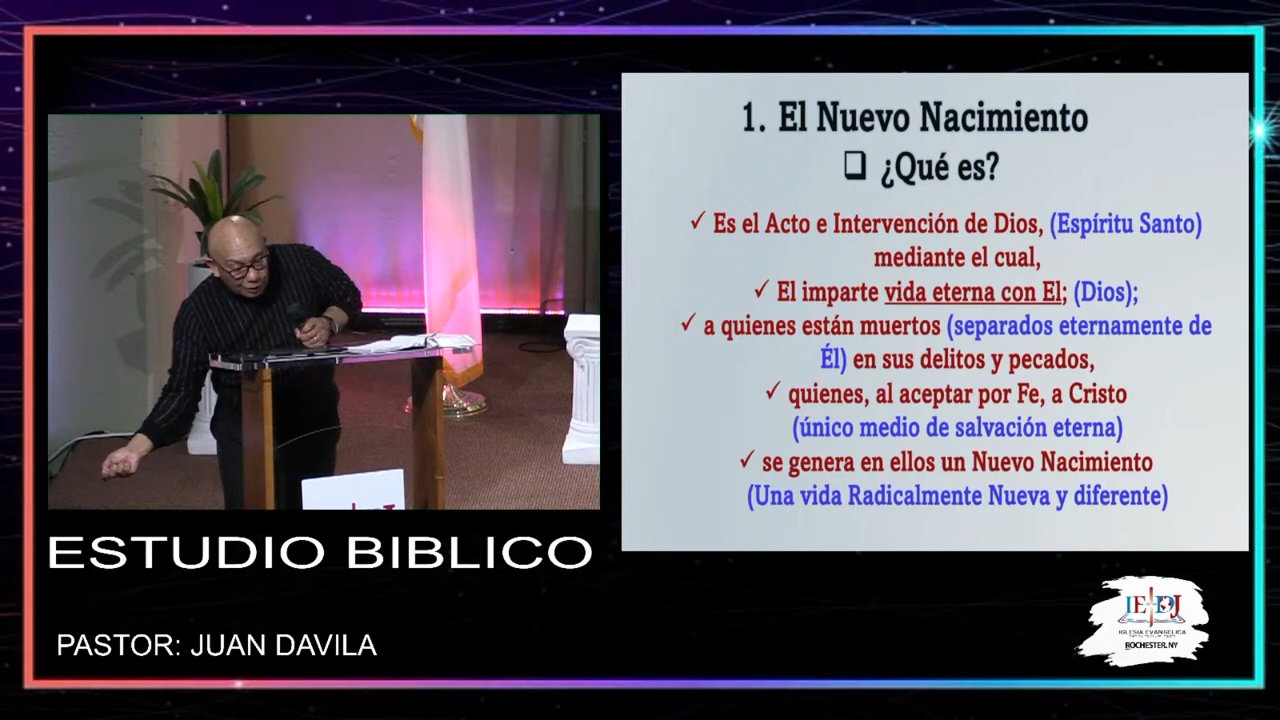 1. El Nuevo Nacimiento
❑ ¿Qué es?
✓ Es el Acto e Intervención de Dios, (Espíritu Santo)
mediante el cual,
✓ El imparte vida eterna con El; (Dios);
✓ a quienes están muertos (separados eternamente de
Él) en sus delitos y pecados,
✓ quienes, al aceptar por Fe, a Cristo
(único medio de salvación eterna)
✓ se genera en ellos un Nuevo Nacimiento
(Una vida Radicalmente Nueva y diferente)
ESTUDIO BIBLICO
PASTOR: JUAN DAVILA
IGLESIA EVANGELICA
ROCHESTER, NY